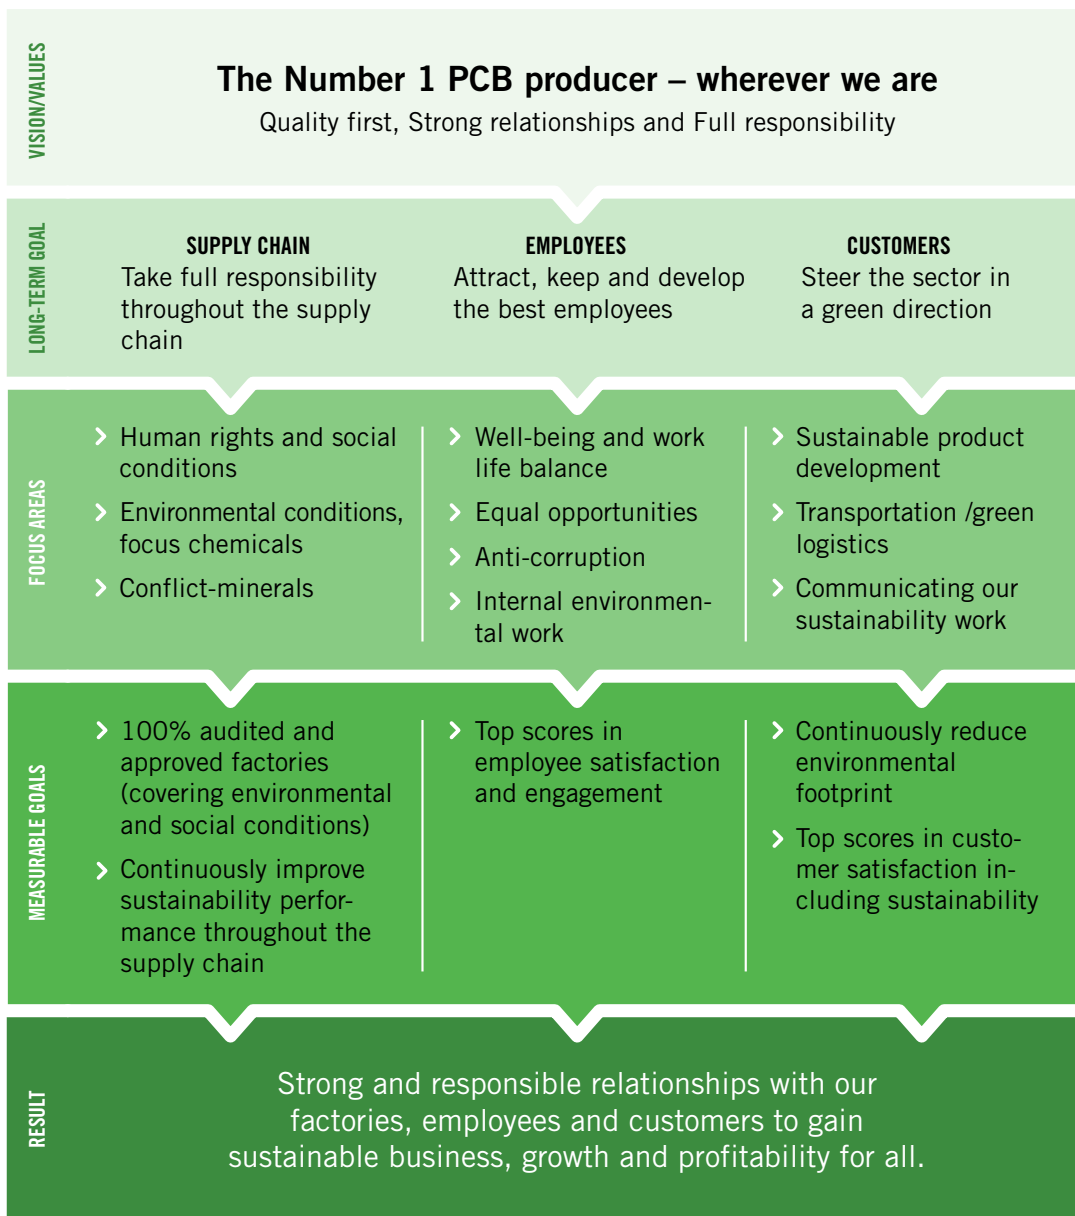 VISION/VALUES
The Number 1 PCB producer – wherever we are
Quality first, Strong relationships and Full responsibility
LONG-TERM GOAL
SUPPLY CHAIN
Take full responsibility
throughout the supply
chain
EMPLOYEES
Attract, keep and develop
the best employees
CUSTOMERS
Steer the sector in
a green direction
FOCUS AREAS
Human rights and social
conditions
Environmental conditions,
focus chemicals
Conflict-minerals
Well-being and work
life balance
Equal opportunities
Anti-corruption
Internal environmen-
tal work
Sustainable product
development
Transportation /green
logistics
Communicating our
sustainability work
MEASURABLE GOALS
100% audited and
approved factories
(covering environmental
and social conditions)
Continuously improve
sustainability perfor-
mance throughout the
supply chain
Top scores in
employee satisfaction
and engagement
Continuously reduce
environmental
footprint
Top scores in custo-
mer satisfaction in-
cluding sustainability
RESULT
Strong and responsible relationships with our
factories, employees and customers to gain
sustainable business, growth and profitability for all.